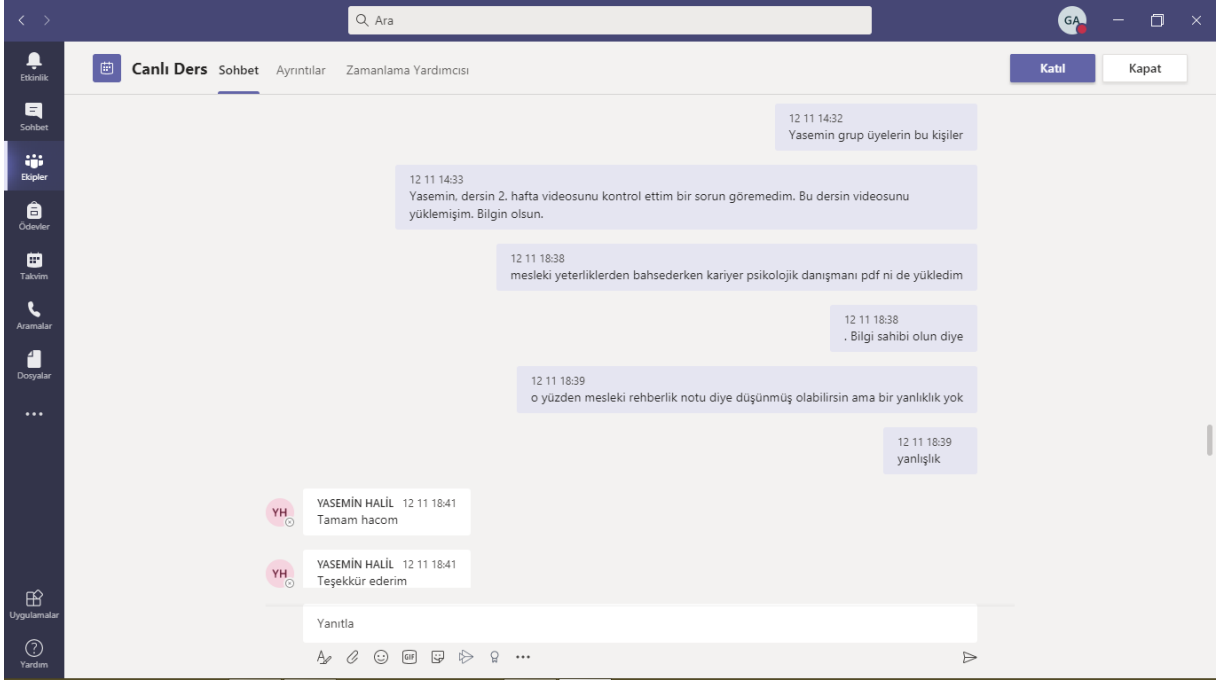 Ara
GA
Etkinlik
Sohbet
Ekipler
Ödevler
Takvim
Aramalar
Dosyalar
Uygulamalar
Yardım
Canlı Ders Sohbet Ayrıntılar Zamanlama Yardımcısı
Katıl
Kapat
12 11 14:32
Yasemin grup üyelerin bu kişiler
12 11 14:33
Yasemin, dersin 2. hafta videosunu kontrol ettim bir sorun göremedim. Bu dersin videosunu
yüklemişim. Bilgin olsun.
12 11 18:38
mesleki yeterliklerden bahsederken kariyer psikolojik danışmanı pdf ni de yükledim
12 11 18:38
. Bilgi sahibi olun diye
12 11 18:39
o yüzden mesleki rehberlik notu diye düşünmüş olabilirsin ama bir yanlıklık yok
12 11 18:39
yanlışlık
YH
YASEMİN HALİL 12 11 18:41
Tamam hacom
YH
YASEMİN HALİL 12 11 18:41
Teşekkür ederim
Yanıtla
GIF